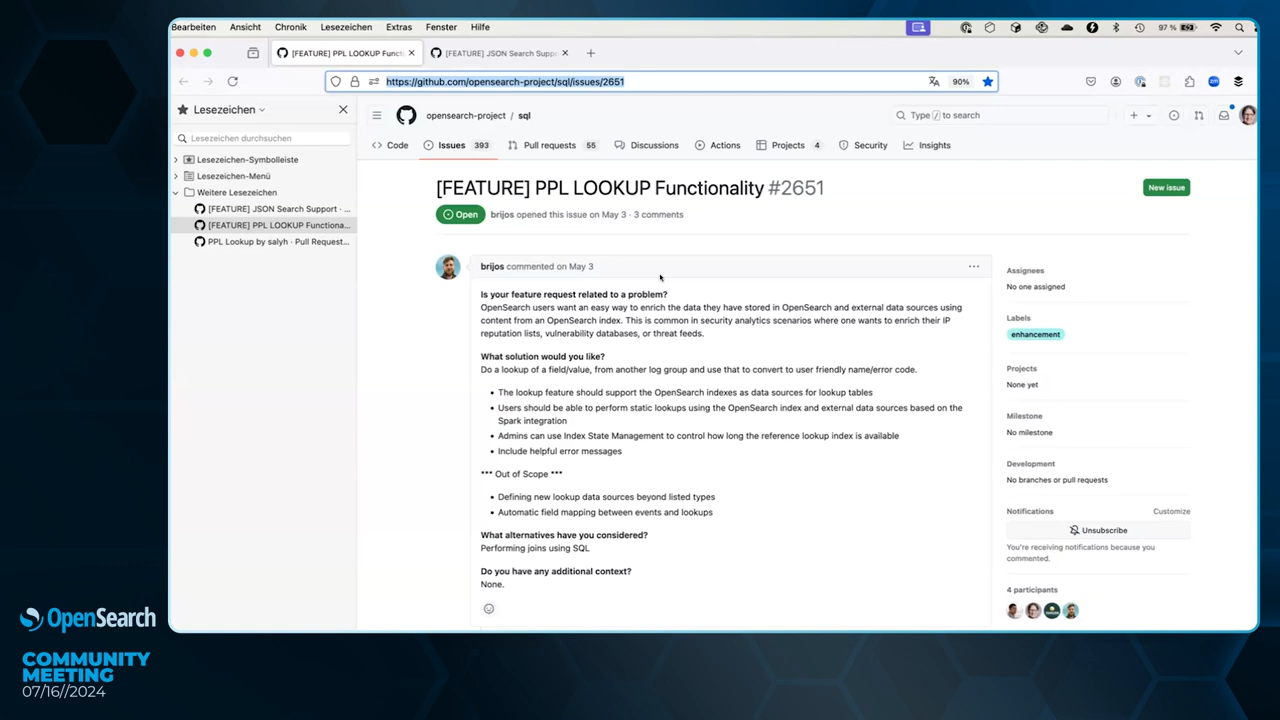 Bearbeiten Ansicht Chronik Lesezeichen Extras Fenster Hilfe 97 %
[FEATURE] PPL LOOKUP Funct [FEATURE] JSON Search Supp
https://github.com/opensearch-project/sql/issues/2651 90%
Lesezeichen
opensearch-project / sql Type / to search
Lesezeichen durchsuchen
Code Issues 393 Pull requests 55 Discussions Actions Projects 4 Security Insights
Lesezeichen-Symbolleiste
Lesezeichen-Menü
Weitere Lesezeichen
[FEATURE] JSON Search Support · ...
[FEATURE] PPL LOOKUP Functiona...
PPL Lookup by salyh · Pull Request...
[FEATURE] PPL LOOKUP Functionality #2651
New issue
Open brijos opened this issue on May 3 · 3 comments
brijos commented on May 3
Is your feature request related to a problem?
OpenSearch users want an easy way to enrich the data they have stored in OpenSearch and external data sources using
content from an OpenSearch index. This is common in security analytics scenarios where one wants to enrich their IP
reputation lists, vulnerability databases, or threat feeds.
What solution would you like?
Do a lookup of a field/value, from another log group and use that to convert to user friendly name/error code.
• The lookup feature should support the OpenSearch indexes as data sources for lookup tables
• Users should be able to perform static lookups using the OpenSearch index and external data sources based on the
Spark integration
• Admins can use Index State Management to control how long the reference lookup index is available
• Include helpful error messages
*** Out of Scope ***
• Defining new lookup data sources beyond listed types
• Automatic field mapping between events and lookups
What alternatives have you considered?
Performing joins using SQL
Do you have any additional context?
None.
Assignees
No one assigned
Labels
enhancement
Projects
None yet
Milestone
No milestone
Development
No branches or pull requests
Notifications Customize
Unsubscribe
You're receiving notifications because you
commented.
4 participants
OpenSearch
COMMUNITY
MEETING
07/16//2024